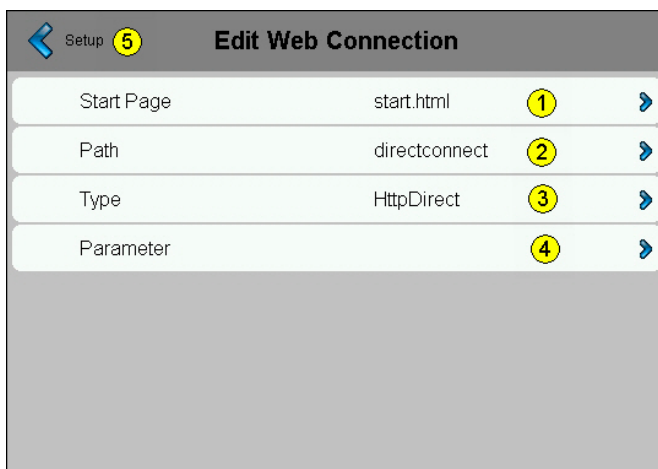 Setup 5 Edit Web Connection
Start Page start.html 1
Path directconnect 2
Type HttpDirect 3
Parameter 4